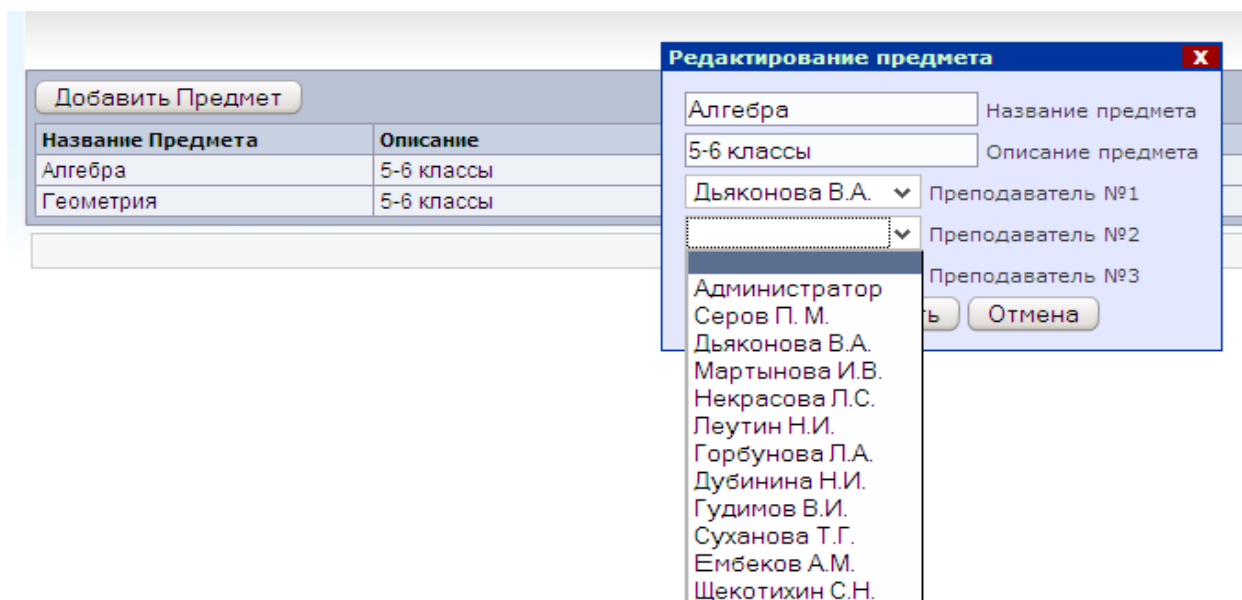 Редактирование предмета
X
Добавить Предмет
Название Предмета Описание
Алгебра 5-6 классы
Геометрия 5-6 классы
Алгебра Название предмета
5-6 классы Описание предмета
Дьяконова В.А. Преподаватель №1
Преподаватель №2
Преподаватель №3
ь Отмена
Администратор
Серов П. М.
Дьяконова В.А.
Мартынова И.В.
Некрасова Л.С.
Леутин Н.И.
Горбунова Л.А.
Дубинина Н.И.
Гудимов В.И.
Суханова Т.Г.
Ембеков А.М.
Щекотихин С.Н.